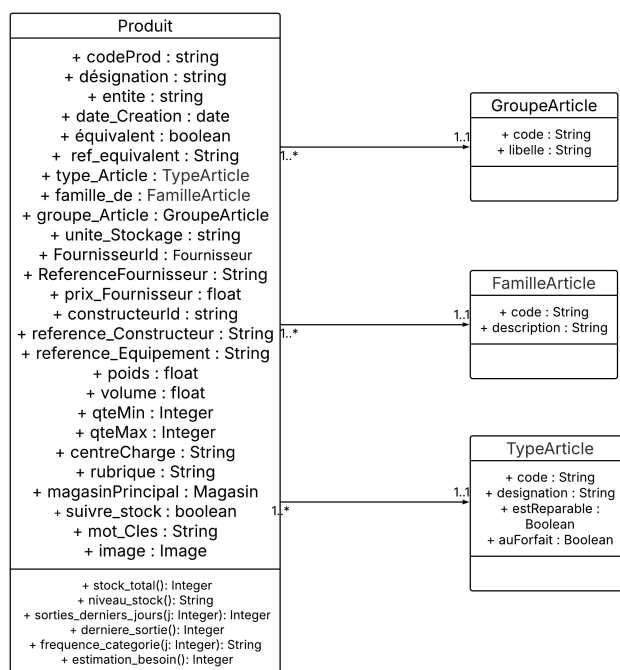 Produit
+ codeProd : string
+ désignation : string
+ entite : string
+ date_Creation : date
+ équivalent : boolean
+ ref_equivalent : String
+ type_Article : TypeArticle
+ famille_de : FamilleArticle
+ groupe_Article : GroupeArticle
+ unite_Stockage : string
+ FournisseurId : Fournisseur
+ ReferenceFournisseur : String
+ prix_Fournisseur : float
+ constructeurId : string
+ reference_Constructeur : String
+ reference_Equipement : String
+ poids : float
+ volume : float
+ qteMin : Integer
+ qteMax : Integer
+ centreCharge : String
+ rubrique : String
+ magasinPrincipal : Magasin
+ suivre_stock : boolean
+ mot_Cles : String
+ image : Image
+ stock_total(): Integer
+ niveau_stock(): String
+ sorties_derniers_jours(j: Integer): Integer
+ derniere_sortie(): Integer
+ frequence_categorie(j: Integer): String
+ estimation_besoin(): Integer
1..*
1..1
GroupeArticle
+ code : String
+ libelle : String
1..*
1..1
FamilleArticle
+ code : String
+ description : String
1..*
1..1
TypeArticle
+ code : String
+ designation : String
+ estReparable :
Boolean
+ auForfait : Boolean